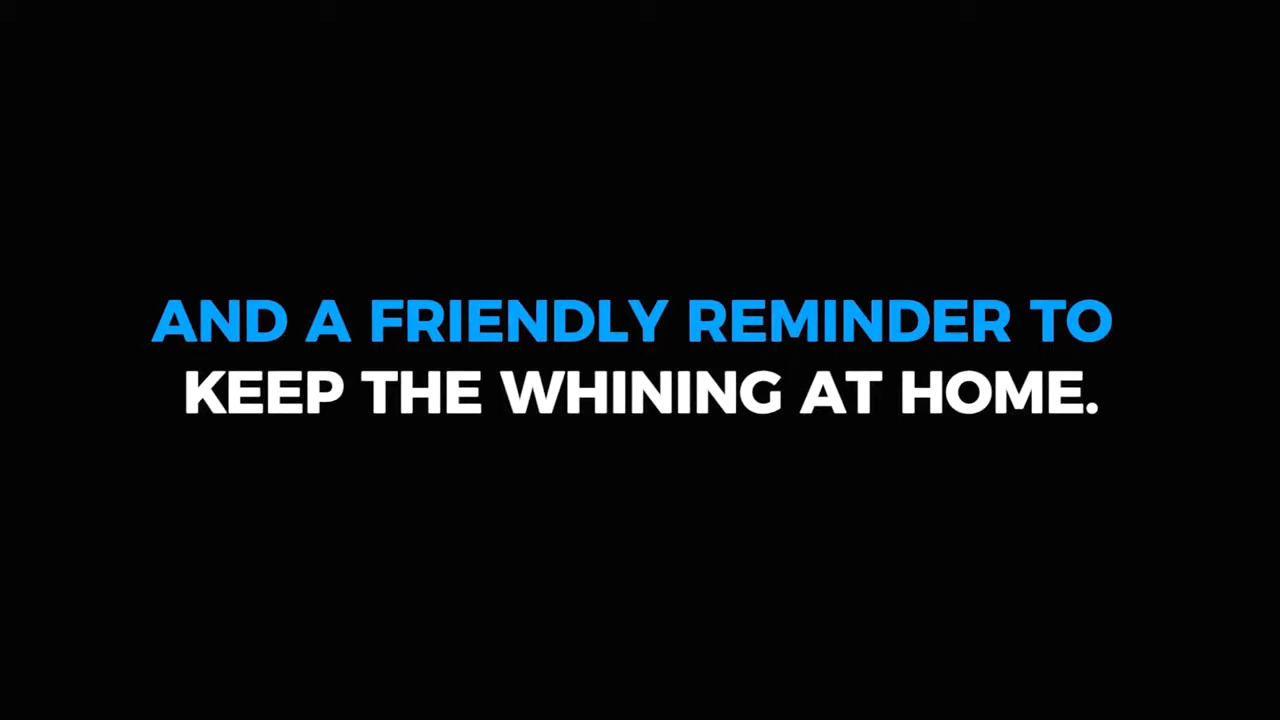 AND A FRIENDLY REMINDER TO
KEEP THE WHINING AT HOME.